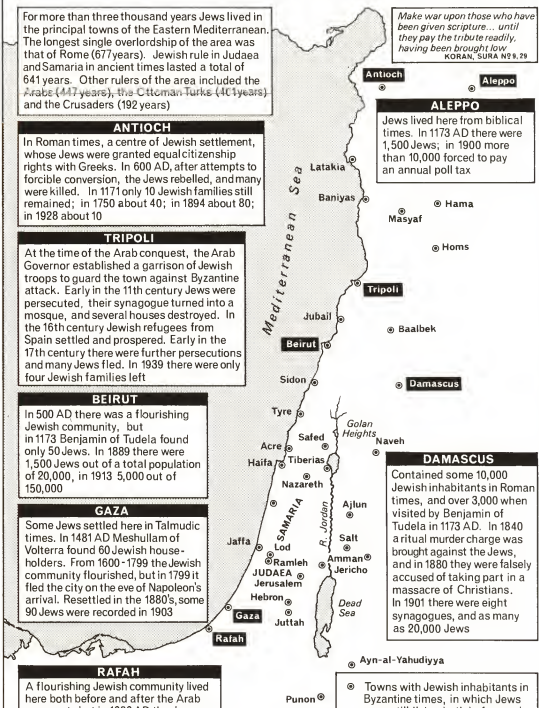 For more than three thousand years Jews lived in
the principal towns of the Eastern Mediterranean.
The longest single overlordship of the area was
that of Rome (677 years). Jewish rule in Judaea
and Samaria in ancient times lasted a total of
641 years. Other rulers of the area included the
Arabs (447 years), the Ottoman Turks (401 years)
and the Crusaders (192 years)
Make war upon those who have
been given scripture... until
they pay the tribute readily,
having been brought low
KORAN, SURA Nº 9, 29
ANTIOCH
In Roman times, a centre of Jewish settlement,
whose Jews were granted equal citizenship
rights with Greeks. In 600 AD, after attempts to
forcible conversion, the Jews rebelled, and many
were killed. In 1171 only 10 Jewish families still
remained; in 1750 about 40; in 1894 about 80;
in 1928 about 10
TRIPOLI
At the time of the Arab conquest, the Arab
Governor established a garrison of Jewish
troops to guard the town against Byzantine
attack. Early in the 11th century Jews were
persecuted, their synagogue turned into a
mosque, and several houses destroyed. In
the 16th century Jewish refugees from
Spain settled and prospered. Early in the
17th century there were further persecutions
and many Jews fled. In 1939 there were only
four Jewish families left
BEIRUT
In 500 AD there was a flourishing
Jewish community, but
in 1173 Benjamin of Tudela found
only 50 Jews. In 1889 there were
1,500 Jews out of a total population
of 20,000, in 1913 5,000 out of
150,000
GAZA
Some Jews settled here in Talmudic
times. In 1481 AD Meshullam of
Volterra found 60 Jewish house-
holders. From 1600-1799 the Jewish
community flourished, but in 1799 it
fled the city on the eve of Napoleon's
arrival. Resettled in the 1880's, some
90 Jews were recorded in 1903
RAFAH
A flourishing Jewish community lived
here both before and after the Arab
ALEPPO
Jews lived here from biblical
times. In 1173 AD there were
1,500 Jews; in 1900 more
than 10,000 forced to pay
an annual poll tax
DAMASCUS
Contained some 10,000
Jewish inhabitants in Roman
times, and over 3,000 when
visited by Benjamin of
Tudela in 1173 AD. In 1840
a ritual murder charge was
brought against the Jews,
and in 1880 they were falsely
accused of taking part in a
massacre of Christians.
In 1901 there were eight
synagogues, and as many
as 20,000 Jews
Antioch
Aleppo
Latakia
Baniyas
Hama
Masyaf
Homs
Mediterranean Sea
Tripoli
Jubail
Baalbek
Beirut
Sidon
Damascus
Tyre
Golan
Heights
Safed
Naveh
Acre
Haifa
Tiberias
Nazareth
SAMARIA
R. Jordan
Ajlun
Jaffa
Lod
Salt
Ramleh
Amman
JUDAEA
Jericho
Jerusalem
Hebron
Gaza
Dead
Sea
Juttah
Rafah
Ayn-al-Yahudiyya
Punon
Towns with Jewish inhabitants in
Byzantine times, in which Jews